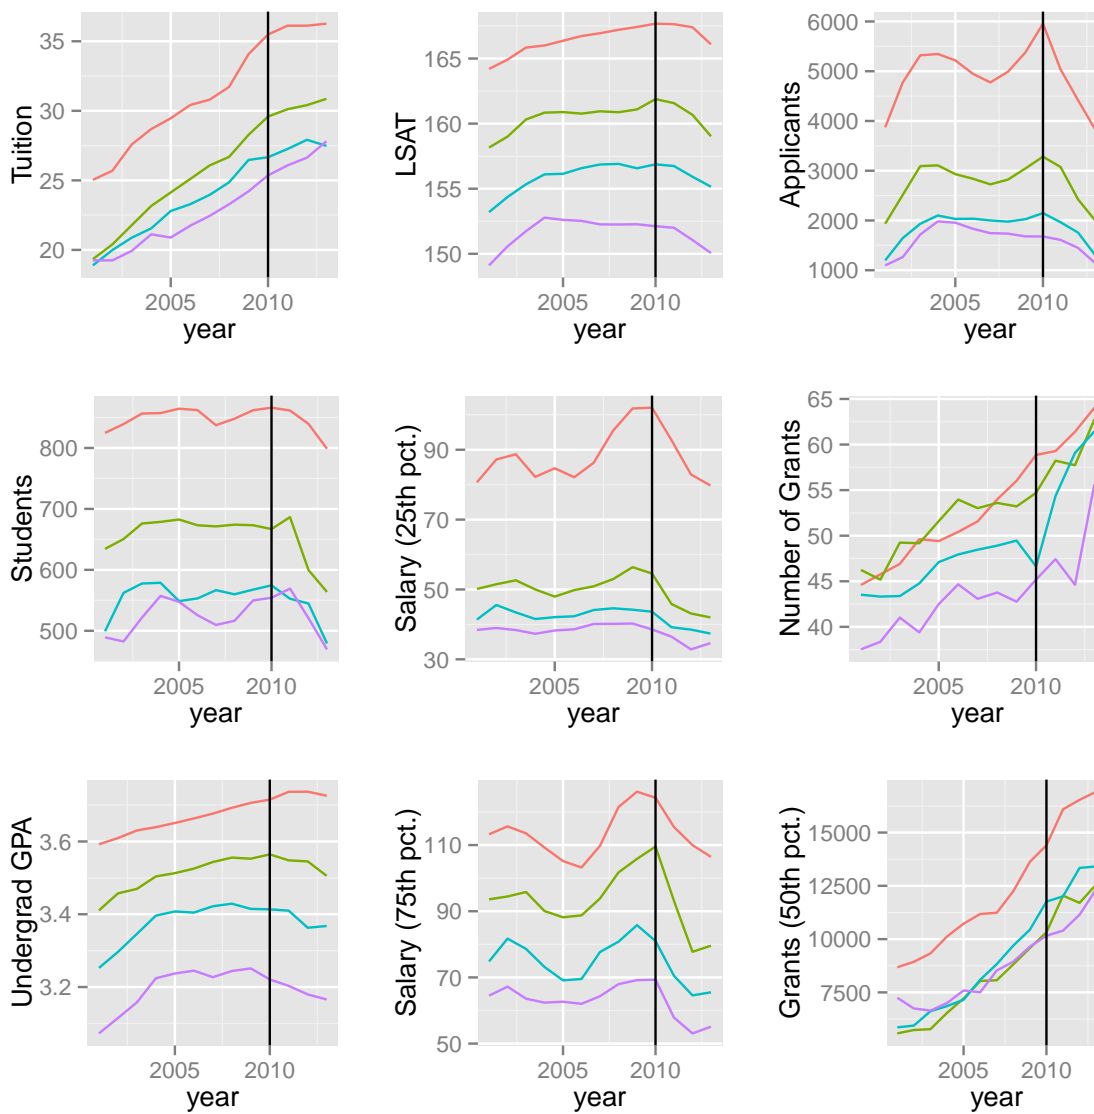 Tuition
35
30
25
20
2005 2010
year
LSAT
165
160
155
150
2005 2010
year
Applicants
6000
5000
4000
3000
2000
1000
2005 2010
year
Students
800
700
600
500
2005 2010
year
Salary (25th pct.)
90
70
50
30
2005 2010
year
Number of Grants
65
60
55
50
45
40
2005 2010
year
Undergrad GPA
3.6
3.4
3.2
2005 2010
year
Salary (75th pct.)
110
90
70
50
2005 2010
year
Grants (50th pct.)
15000
12500
10000
7500
2005 2010
year